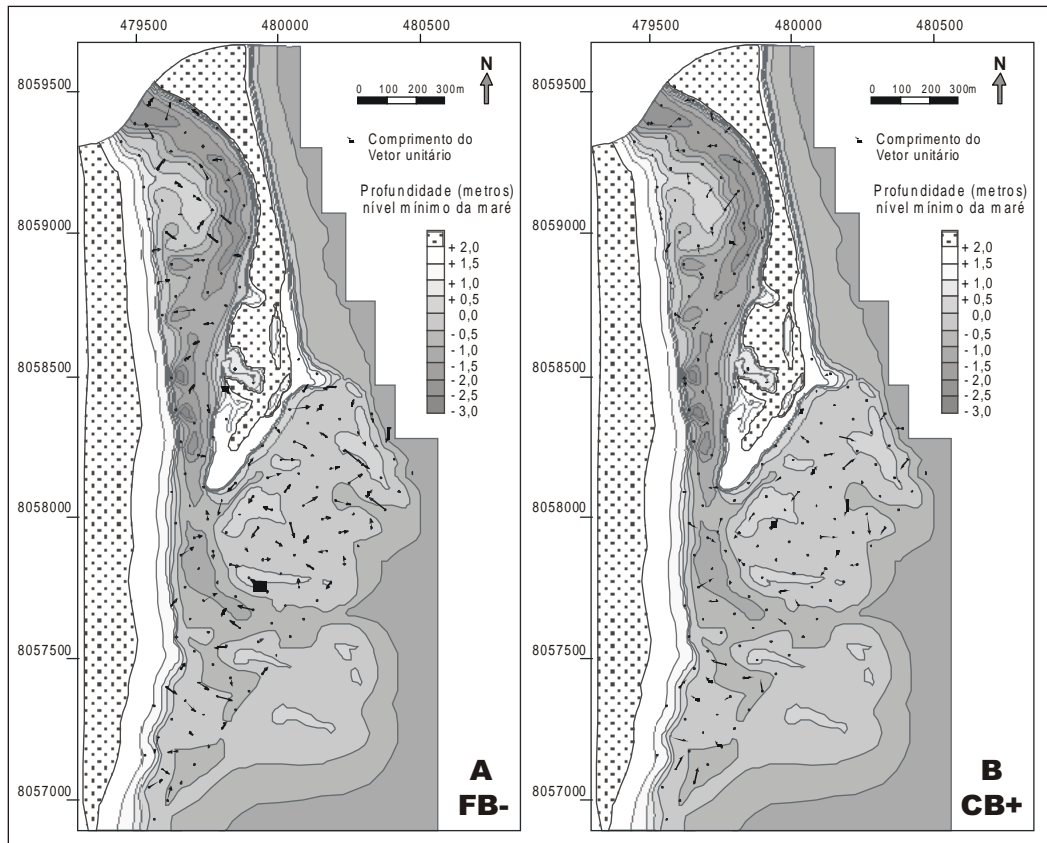 479500 480000 480500
479500 480000 480500
8059500
8059000
8058500
8058000
8057500
8057000
N
0 100 200 300m
Comprimento do
Vetor unitário
Profundidade (metros)
nível mínimo da maré
+ 2,0
+ 1,5
+ 1,0
+ 0,5
0,0
- 0,5
- 1,0
- 1,5
- 2,0
- 2,5
- 3,0
A
FB-
8059500
8059000
8058500
8058000
8057500
8057000
N
0 100 200 300m
Comprimento do
Vetor unitário
Profundidade (metros)
nível mínimo da maré
+ 2,0
+ 1,5
+ 1,0
+ 0,5
0,0
- 0,5
- 1,0
- 1,5
- 2,0
- 2,5
- 3,0
B
CB+